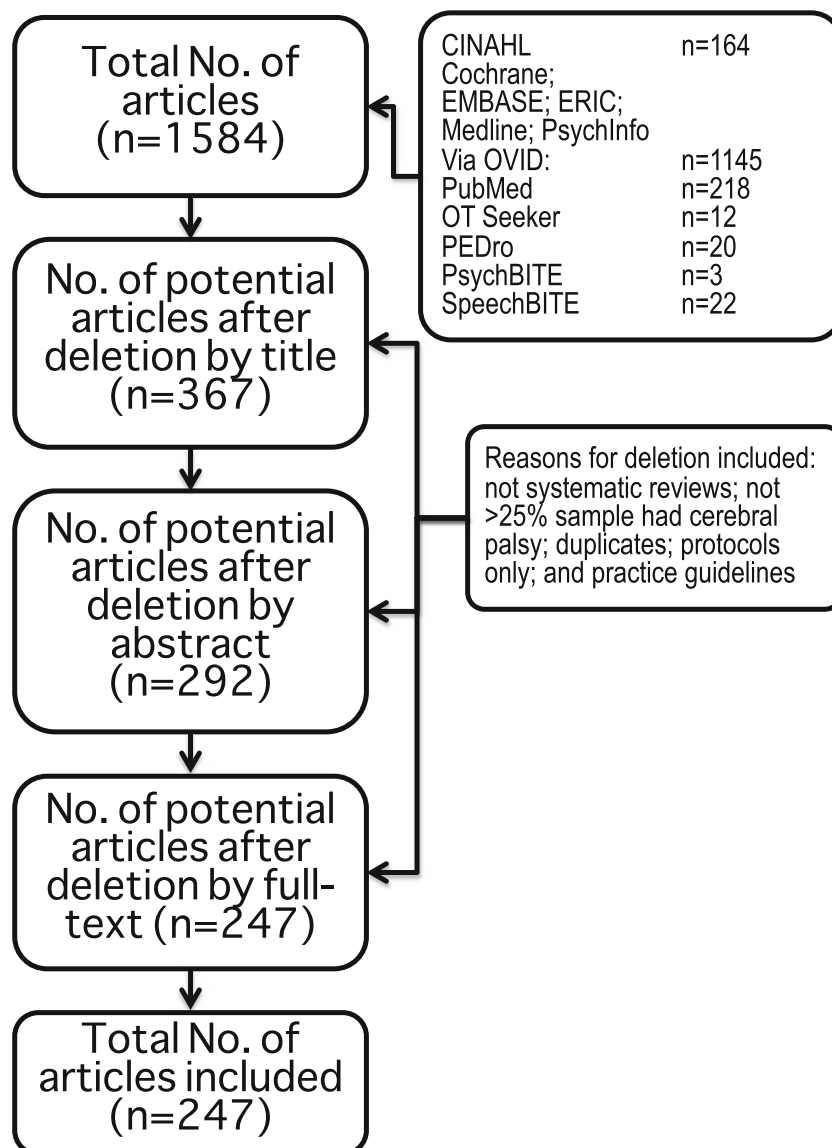 Total No. of
articles
(n=1584)
CINAHL n=164
Cochrane;
EMBASE; ERIC;
Medline; PsychInfo
Via OVID: n=1145
PubMed n=218
OT Seeker n=12
PEDro n=20
PsychBITE n=3
SpeechBITE n=22
No. of potential
articles after
deletion by title
(n=367)
Reasons for deletion included:
not systematic reviews; not
>25% sample had cerebral
palsy; duplicates; protocols
only; and practice guidelines
No. of potential
articles after
deletion by
abstract
(n=292)
No. of potential
articles after
deletion by full-
text (n=247)
Total No. of
articles included
(n=247)